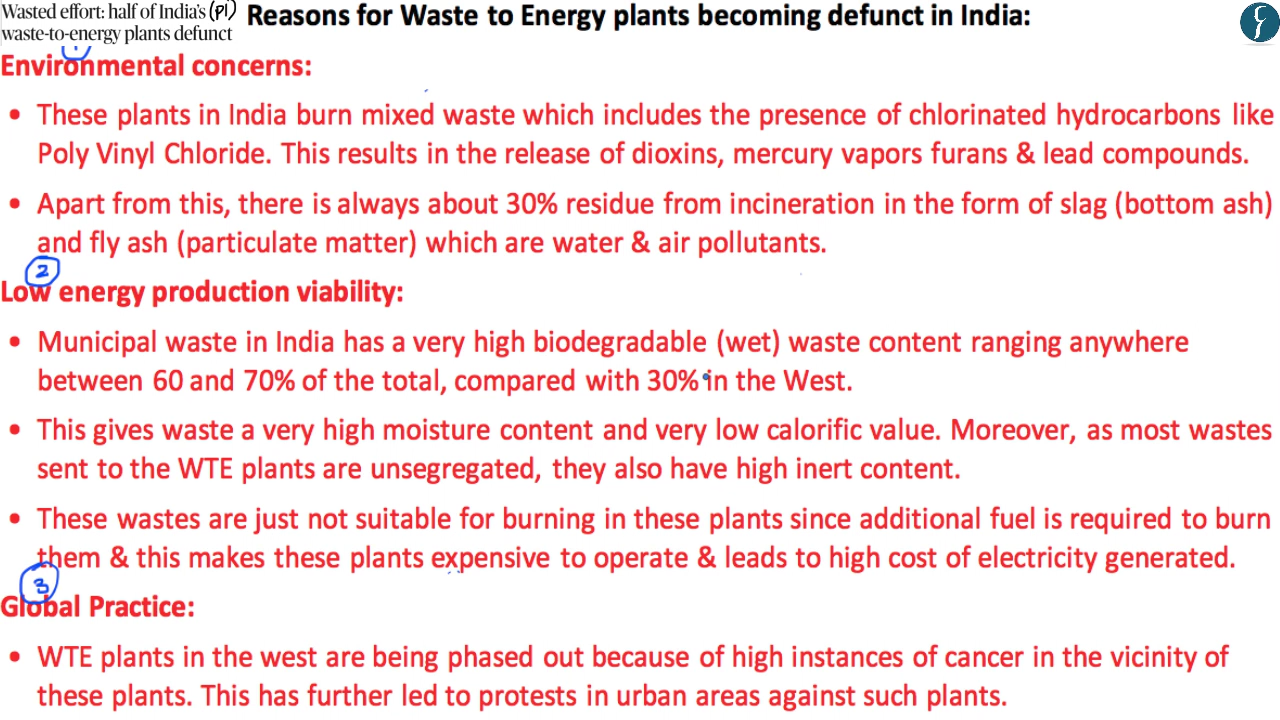 Wasted effort: half of India's (PI)
waste-to-energy plants defunct
Reasons for Waste to Energy plants becoming defunct in India:
1
Environmental concerns:
• These plants in India burn mixed waste which includes the presence of chlorinated hydrocarbons like
Poly Vinyl Chloride. This results in the release of dioxins, mercury vapors furans & lead compounds.
• Apart from this, there is always about 30% residue from incineration in the form of slag (bottom ash)
and fly ash (particulate matter) which are water & air pollutants.
2
Low energy production viability:
• Municipal waste in India has a very high biodegradable (wet) waste content ranging anywhere
between 60 and 70% of the total, compared with 30% in the West.
• This gives waste a very high moisture content and very low calorific value. Moreover, as most wastes
sent to the WTE plants are unsegregated, they also have high inert content.
• These wastes are just not suitable for burning in these plants since additional fuel is required to burn
them & this makes these plants expensive to operate & leads to high cost of electricity generated.
3
Global Practice:
• WTE plants in the west are being phased out because of high instances of cancer in the vicinity of
these plants. This has further led to protests in urban areas against such plants.